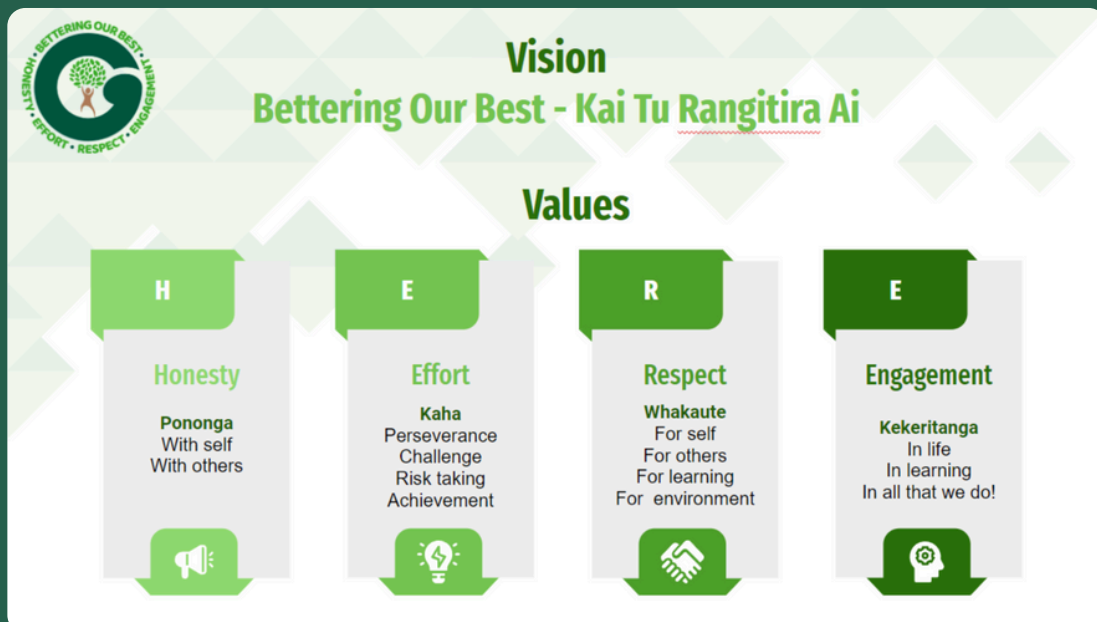 BETTERING OUR BEST •
HONESTY • EFFORT • RESPECT • ENGAGEMENT •
G
Vision
Bettering Our Best - Kai Tu Rangitira Ai
Values
H
E
R
E
Honesty
Pononga
With self
With others
Effort
Kaha
Perseverance
Challenge
Risk taking
Achievement
Respect
Whakaute
For self
For others
For learning
For environment
Engagement
Kekeritanga
In life
In learning
In all that we do!